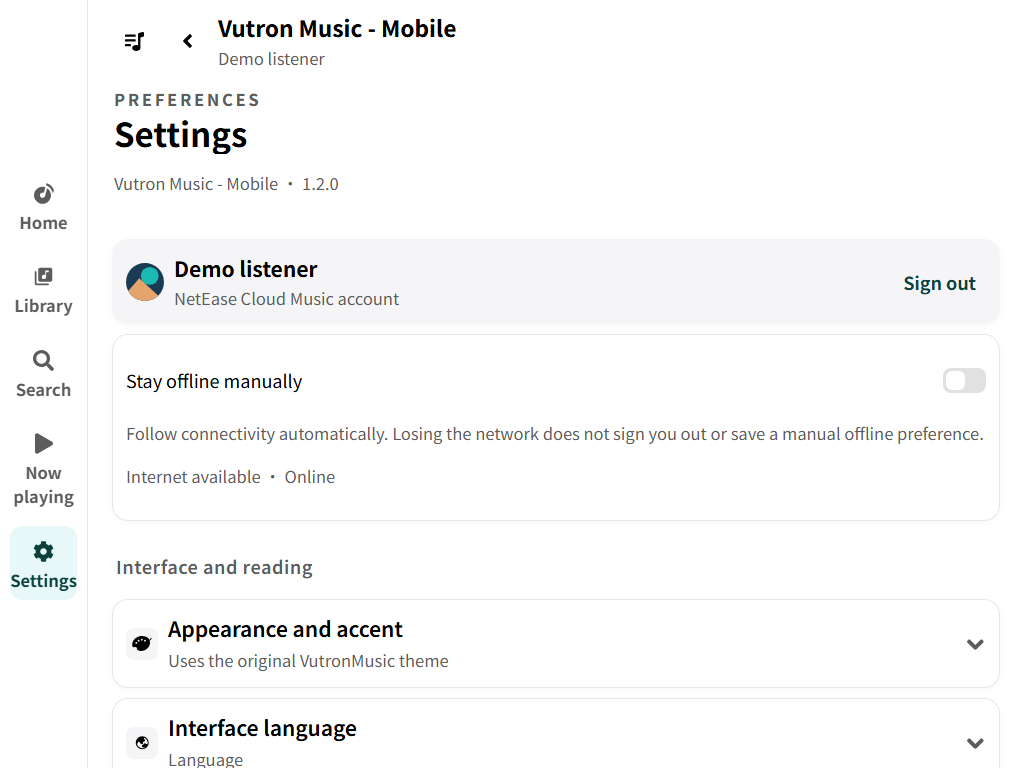 Vutron Music - Mobile
Demo listener
PREFERENCES
Settings
Vutron Music - Mobile • 1.2.0
Home
Library
Search
Now
playing
Settings
Demo listener
NetEase Cloud Music account
Sign out
Stay offline manually
Follow connectivity automatically. Losing the network does not sign you out or save a manual offline preference.
Internet available • Online
Interface and reading
Appearance and accent
Uses the original VutronMusic theme
Interface language
Language